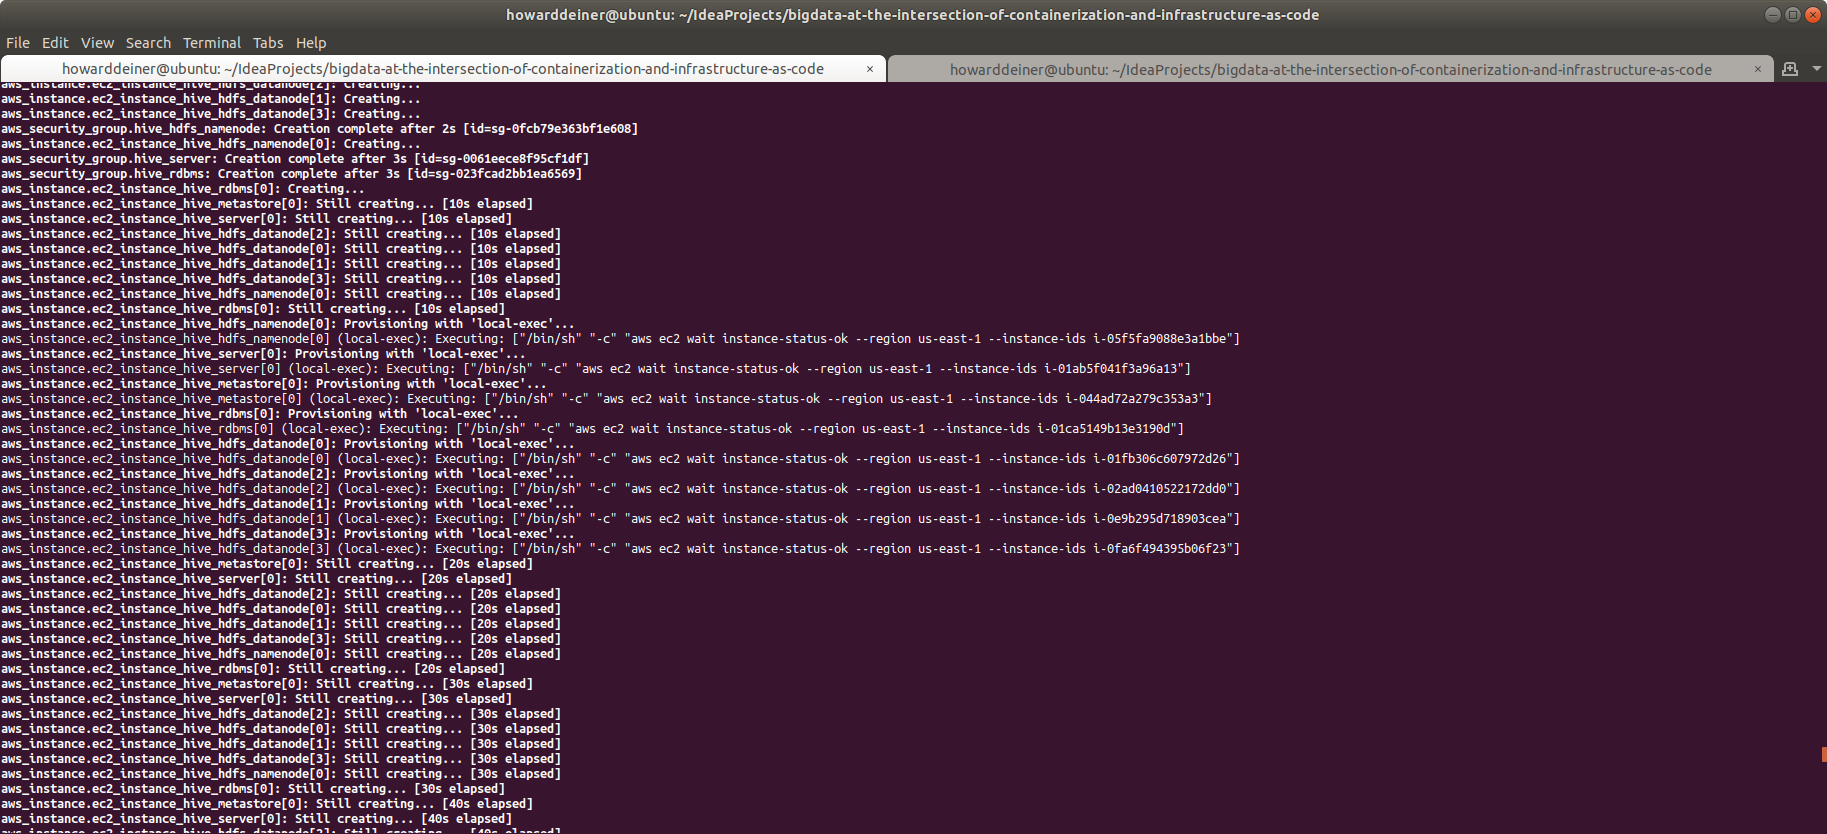 howarddeiner@ubuntu: ~/IdeaProjects/bigdata-at-the-intersection-of-containerization-and-infrastructure-as-code
File Edit View Search Terminal Tabs Help
howarddeiner@ubuntu: ~/IdeaProjects/bigdata-at-the-intersection-of-containerization-and-infrastructure-as-code × howarddeiner@ubuntu: ~/IdeaProjects/bigdata-at-the-intersection-of-containerization-and-infrastructure-as-code ×
aws_instance.ec2_instance_hive_hdfs_datanode[2]: Creating...
aws_instance.ec2_instance_hive_hdfs_datanode[1]: Creating...
aws_instance.ec2_instance_hive_hdfs_datanode[3]: Creating...
aws_security_group.hive_hdfs_namenode: Creation complete after 2s [id=sg-0fcb79e363bf1e608]
aws_instance.ec2_instance_hive_hdfs_namenode[0]: Creating...
aws_security_group.hive_server: Creation complete after 3s [id=sg-0061eece8f95cf1df]
aws_security_group.hive_rdbms: Creation complete after 3s [id=sg-023fcad2bb1ea6569]
aws_instance.ec2_instance_hive_rdbms[0]: Creating...
aws_instance.ec2_instance_hive_metastore[0]: Still creating... [10s elapsed]
aws_instance.ec2_instance_hive_server[0]: Still creating... [10s elapsed]
aws_instance.ec2_instance_hive_hdfs_datanode[2]: Still creating... [10s elapsed]
aws_instance.ec2_instance_hive_hdfs_datanode[0]: Still creating... [10s elapsed]
aws_instance.ec2_instance_hive_hdfs_datanode[1]: Still creating... [10s elapsed]
aws_instance.ec2_instance_hive_hdfs_datanode[3]: Still creating... [10s elapsed]
aws_instance.ec2_instance_hive_hdfs_namenode[0]: Still creating... [10s elapsed]
aws_instance.ec2_instance_hive_rdbms[0]: Still creating... [10s elapsed]
aws_instance.ec2_instance_hive_hdfs_namenode[0]: Provisioning with 'local-exec'...
aws_instance.ec2_instance_hive_hdfs_namenode[0] (local-exec): Executing: ["/bin/sh" "-c" "aws ec2 wait instance-status-ok --region us-east-1 --instance-ids i-05f5fa9088e3a1bbe"]
aws_instance.ec2_instance_hive_server[0]: Provisioning with 'local-exec'...
aws_instance.ec2_instance_hive_server[0] (local-exec): Executing: ["/bin/sh" "-c" "aws ec2 wait instance-status-ok --region us-east-1 --instance-ids i-01ab5f041f3a96a13"]
aws_instance.ec2_instance_hive_metastore[0]: Provisioning with 'local-exec'...
aws_instance.ec2_instance_hive_metastore[0] (local-exec): Executing: ["/bin/sh" "-c" "aws ec2 wait instance-status-ok --region us-east-1 --instance-ids i-044ad72a279c353a3"]
aws_instance.ec2_instance_hive_rdbms[0]: Provisioning with 'local-exec'...
aws_instance.ec2_instance_hive_rdbms[0] (local-exec): Executing: ["/bin/sh" "-c" "aws ec2 wait instance-status-ok --region us-east-1 --instance-ids i-01ca5149b13e3190d"]
aws_instance.ec2_instance_hive_hdfs_datanode[0]: Provisioning with 'local-exec'...
aws_instance.ec2_instance_hive_hdfs_datanode[0] (local-exec): Executing: ["/bin/sh" "-c" "aws ec2 wait instance-status-ok --region us-east-1 --instance-ids i-01fb306c607972d26"]
aws_instance.ec2_instance_hive_hdfs_datanode[2]: Provisioning with 'local-exec'...
aws_instance.ec2_instance_hive_hdfs_datanode[2] (local-exec): Executing: ["/bin/sh" "-c" "aws ec2 wait instance-status-ok --region us-east-1 --instance-ids i-02ad0410522172dd0"]
aws_instance.ec2_instance_hive_hdfs_datanode[1]: Provisioning with 'local-exec'...
aws_instance.ec2_instance_hive_hdfs_datanode[1] (local-exec): Executing: ["/bin/sh" "-c" "aws ec2 wait instance-status-ok --region us-east-1 --instance-ids i-0e9b295d718903cea"]
aws_instance.ec2_instance_hive_hdfs_datanode[3]: Provisioning with 'local-exec'...
aws_instance.ec2_instance_hive_hdfs_datanode[3] (local-exec): Executing: ["/bin/sh" "-c" "aws ec2 wait instance-status-ok --region us-east-1 --instance-ids i-0fa6f494395b06f23"]
aws_instance.ec2_instance_hive_metastore[0]: Still creating... [20s elapsed]
aws_instance.ec2_instance_hive_server[0]: Still creating... [20s elapsed]
aws_instance.ec2_instance_hive_hdfs_datanode[2]: Still creating... [20s elapsed]
aws_instance.ec2_instance_hive_hdfs_datanode[0]: Still creating... [20s elapsed]
aws_instance.ec2_instance_hive_hdfs_datanode[1]: Still creating... [20s elapsed]
aws_instance.ec2_instance_hive_hdfs_datanode[3]: Still creating... [20s elapsed]
aws_instance.ec2_instance_hive_hdfs_namenode[0]: Still creating... [20s elapsed]
aws_instance.ec2_instance_hive_rdbms[0]: Still creating... [20s elapsed]
aws_instance.ec2_instance_hive_metastore[0]: Still creating... [30s elapsed]
aws_instance.ec2_instance_hive_server[0]: Still creating... [30s elapsed]
aws_instance.ec2_instance_hive_hdfs_datanode[2]: Still creating... [30s elapsed]
aws_instance.ec2_instance_hive_hdfs_datanode[0]: Still creating... [30s elapsed]
aws_instance.ec2_instance_hive_hdfs_datanode[1]: Still creating... [30s elapsed]
aws_instance.ec2_instance_hive_hdfs_datanode[3]: Still creating... [30s elapsed]
aws_instance.ec2_instance_hive_hdfs_namenode[0]: Still creating... [30s elapsed]
aws_instance.ec2_instance_hive_rdbms[0]: Still creating... [30s elapsed]
aws_instance.ec2_instance_hive_metastore[0]: Still creating... [40s elapsed]
aws_instance.ec2_instance_hive_server[0]: Still creating... [40s elapsed]
aws_instance.ec2_instance_hive_hdfs_datanode[2]: Still creating... [40s elapsed]